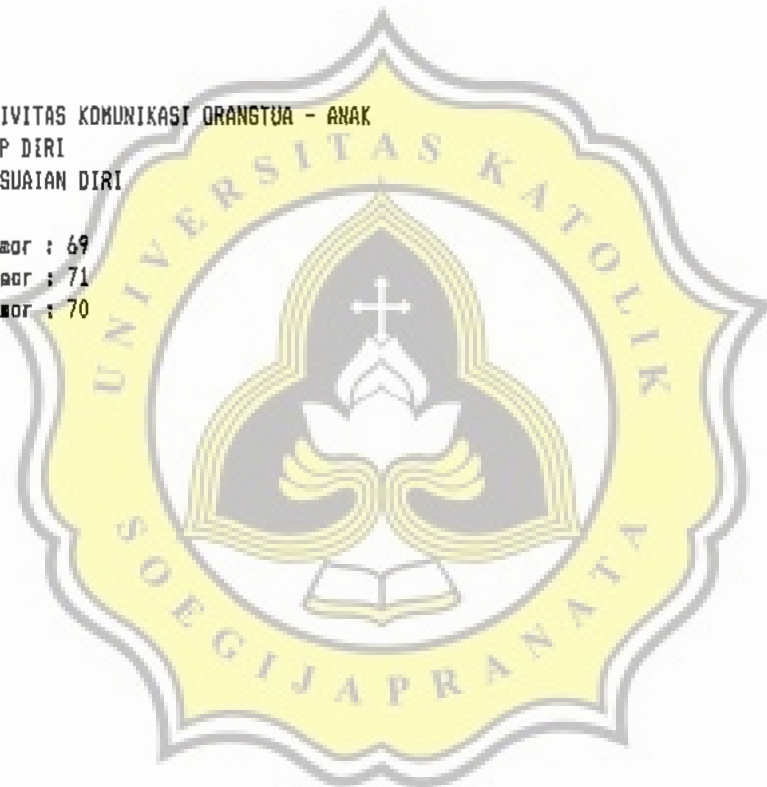 IVITAS KOMUNIKASI ORANGTUA - ANAK
P DIRI
SUAIAN DIRI
mor : 69
mor : 71
mor : 70
UNIVERSITAS KATOLIK
SOEGIJAPRANATA